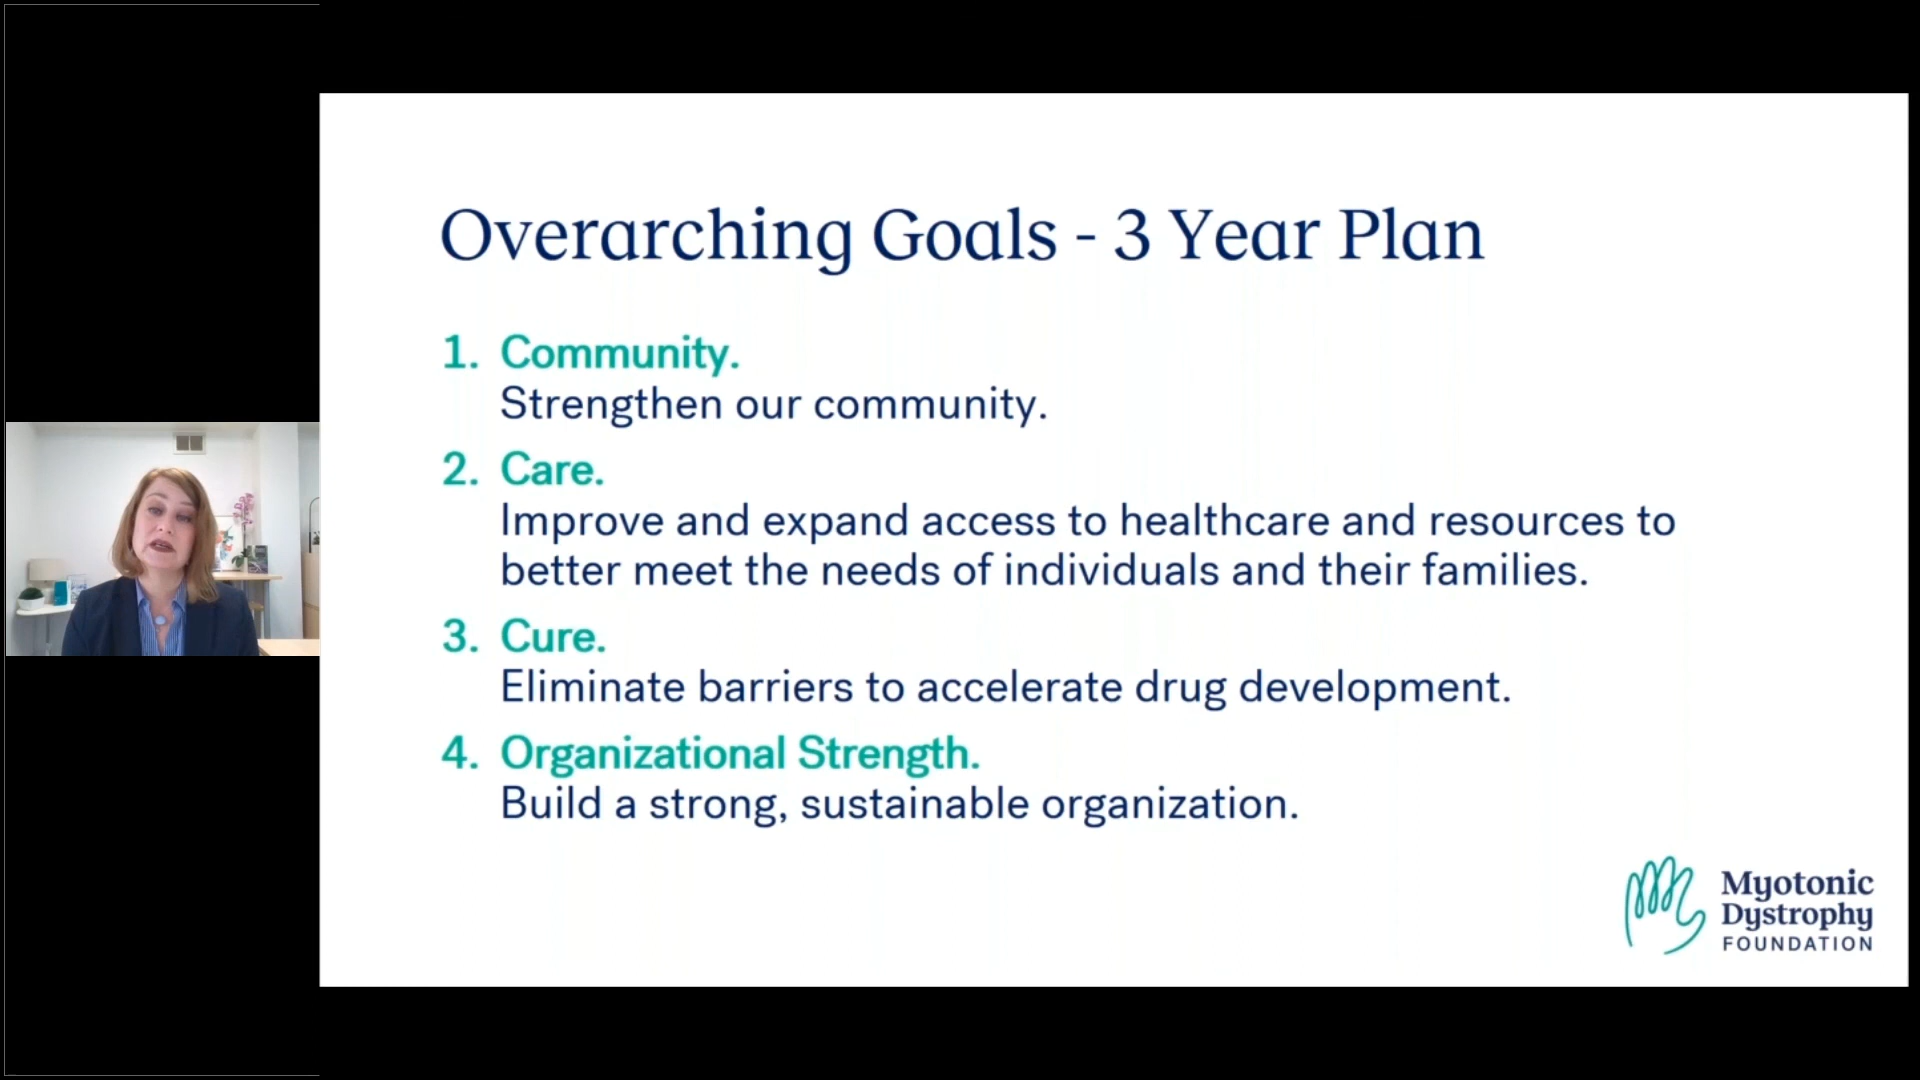 Overarching Goals - 3 Year Plan
1. Community.
Strengthen our community.
2. Care.
Improve and expand access to healthcare and resources to
better meet the needs of individuals and their families.
3. Cure.
Eliminate barriers to accelerate drug development.
4. Organizational Strength.
Build a strong, sustainable organization.
Myotonic
Dystrophy
FOUNDATION